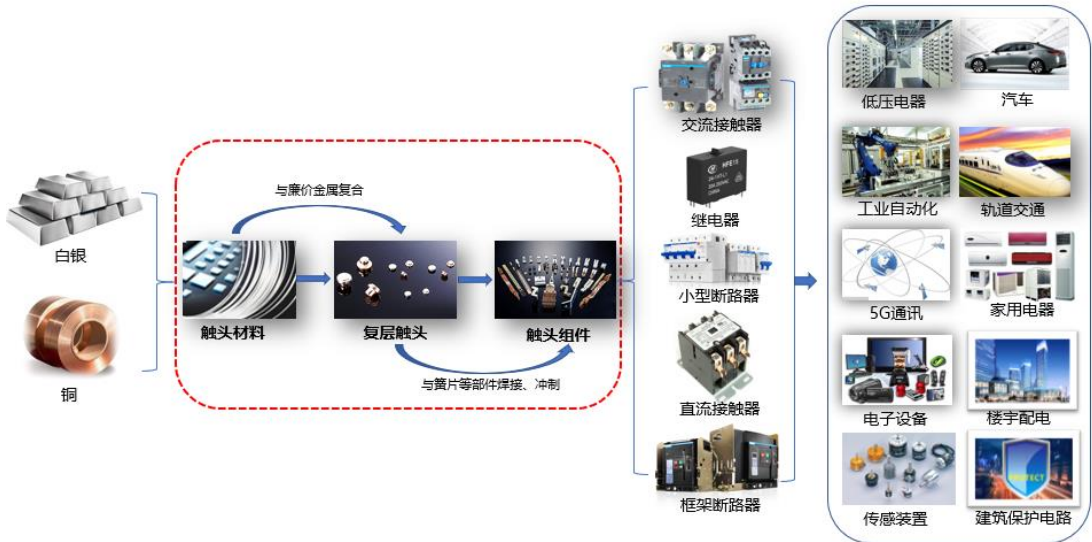 白银
铜
与廉价金属复合
触头材料
复层触头
触头组件
与簧片等部件焊接、冲制
交流接触器
HFE10
继电器
小型断路器
直流接触器
框架断路器
低压电器
汽车
工业自动化
轨道交通
5G通讯
家用电器
电子设备
楼宇配电
PROTECT
传感装置
建筑保护电路